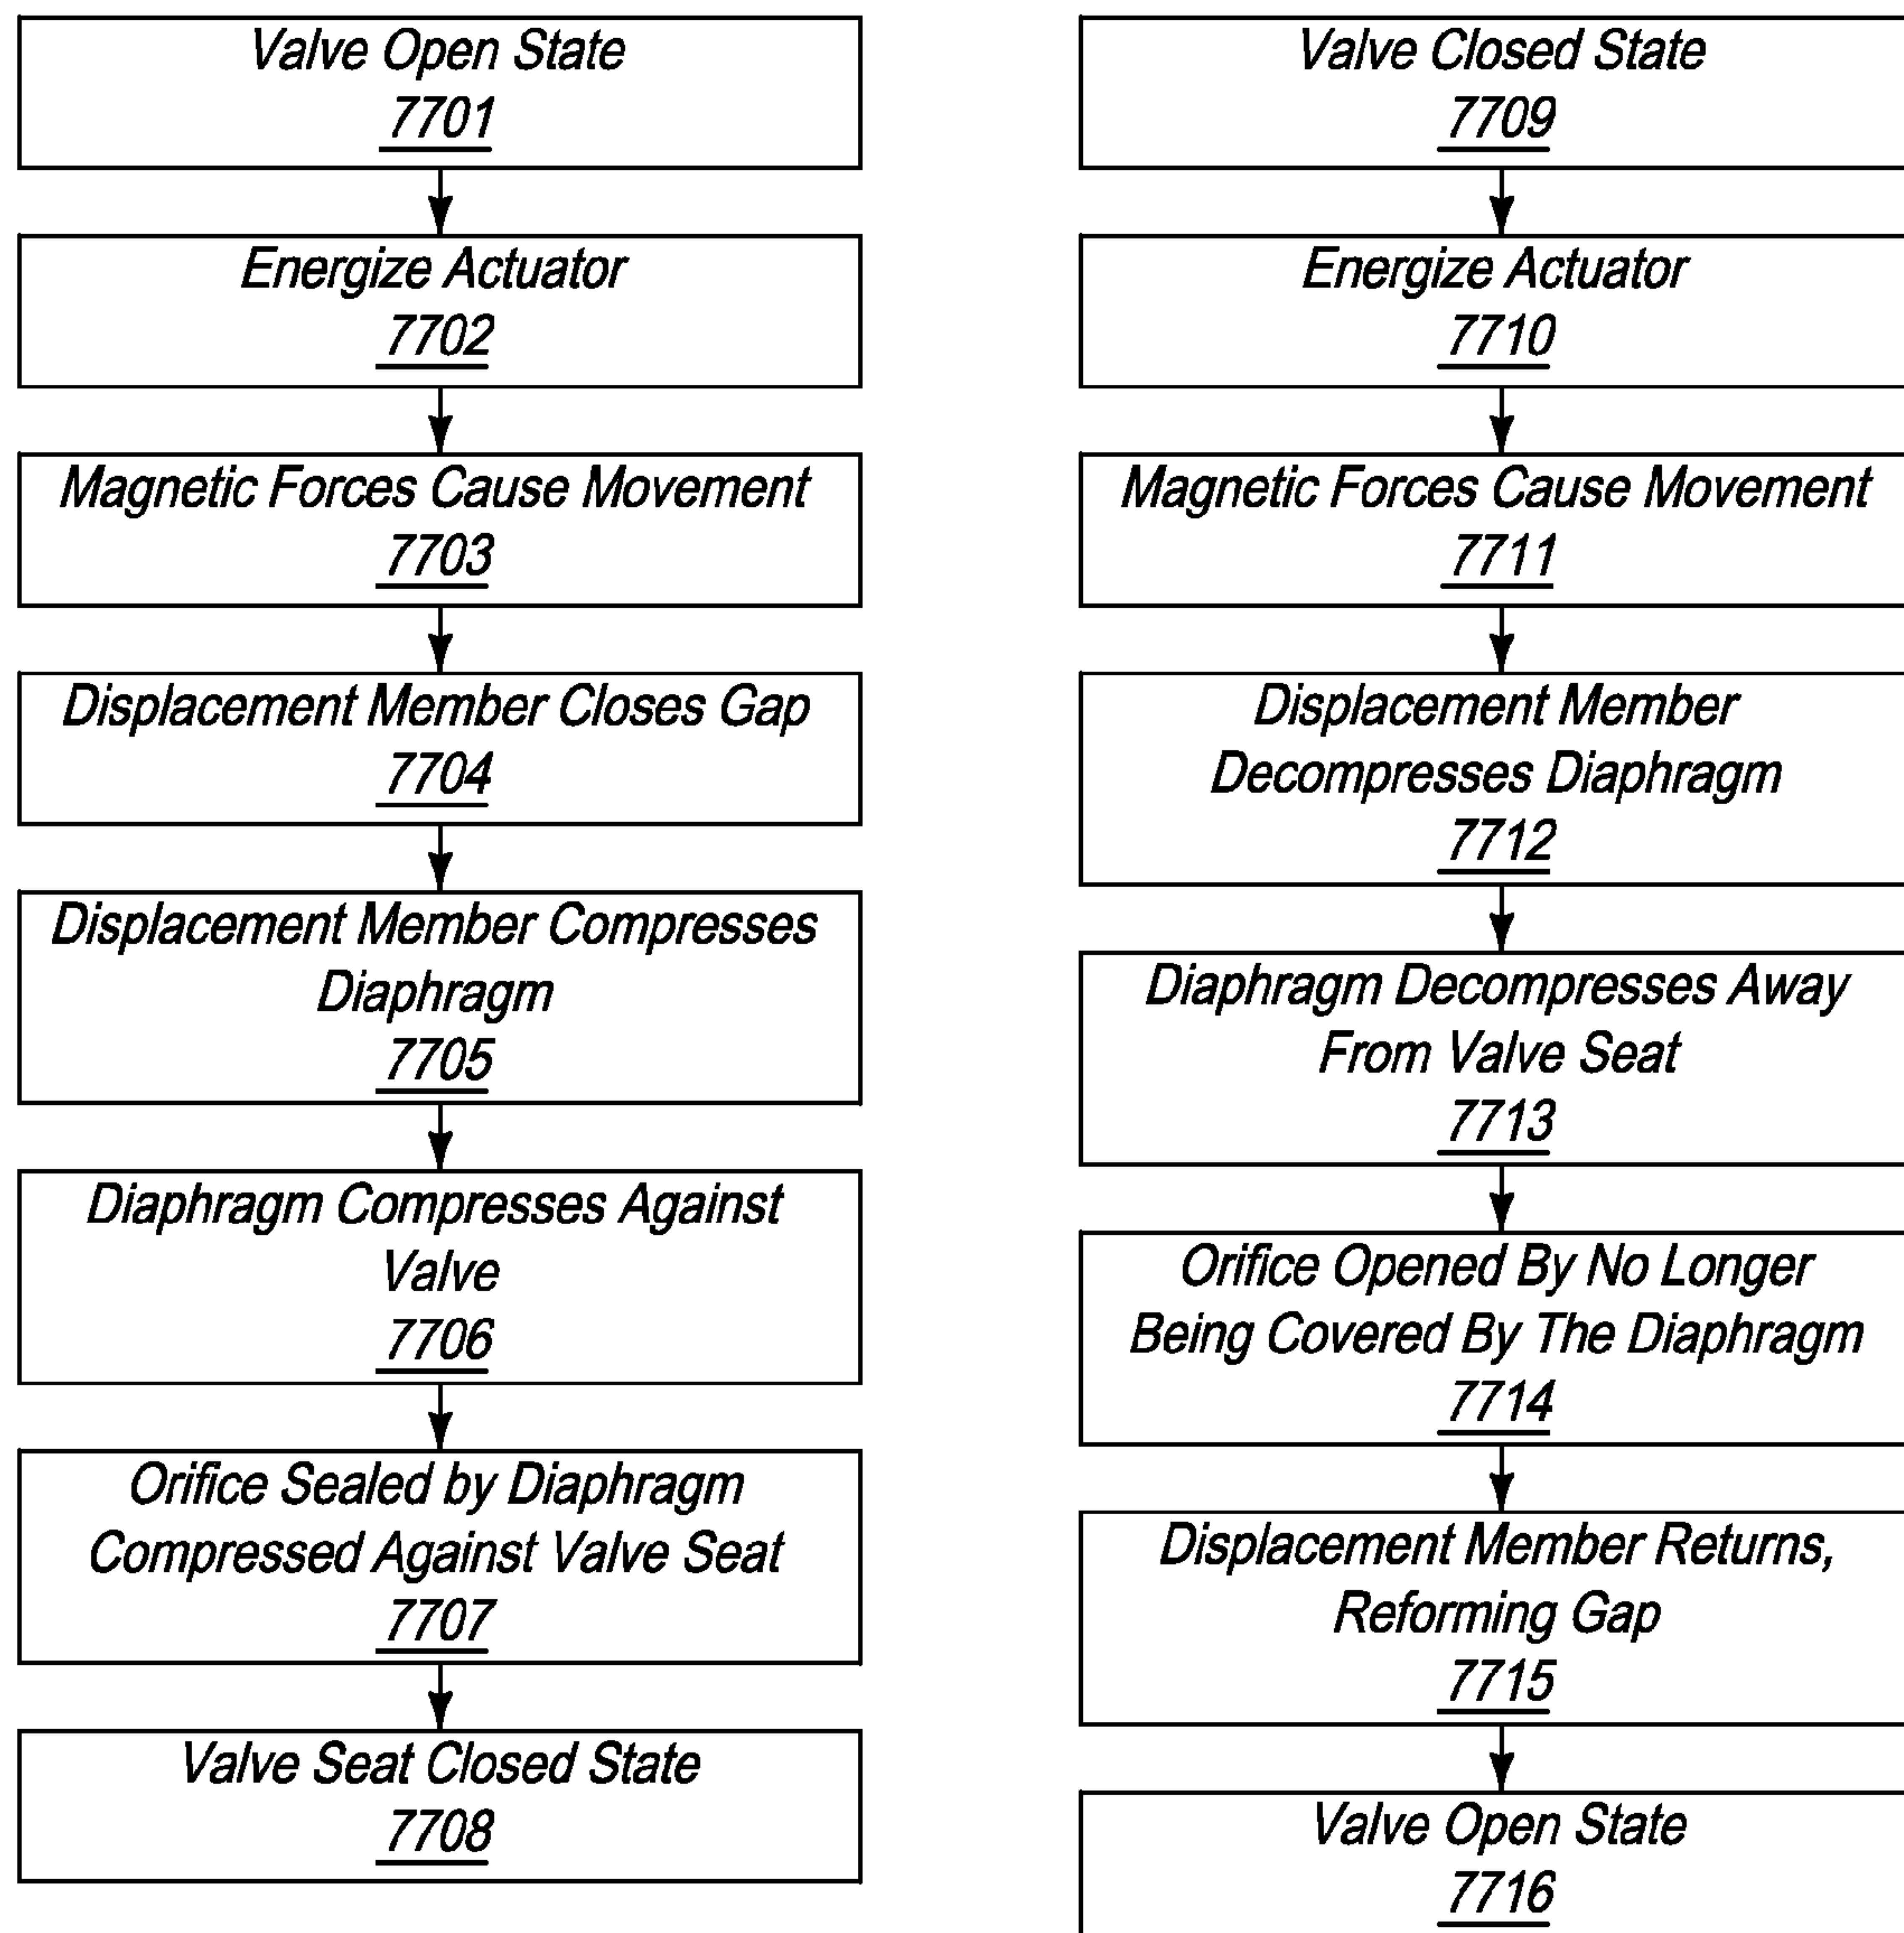 Valve Open State
7701
Energize Actuator
7702
Magnetic Forces Cause Movement
7703
Displacement Member Closes Gap
7704
Displacement Member Compresses
Diaphragm
7705
Diaphragm Compresses Against
Valve
7706
Orifice Sealed by Diaphragm
Compressed Against Valve Seat
7707
Valve Seat Closed State
7708
Valve Closed State
7709
Energize Actuator
7710
Magnetic Forces Cause Movement
7711
Displacement Member
Decompresses Diaphragm
7712
Diaphragm Decompresses Away
From Valve Seat
7713
Orifice Opened By No Longer
Being Covered By The Diaphragm
7714
Displacement Member Returns,
Reforming Gap
7715
Valve Open State
7716